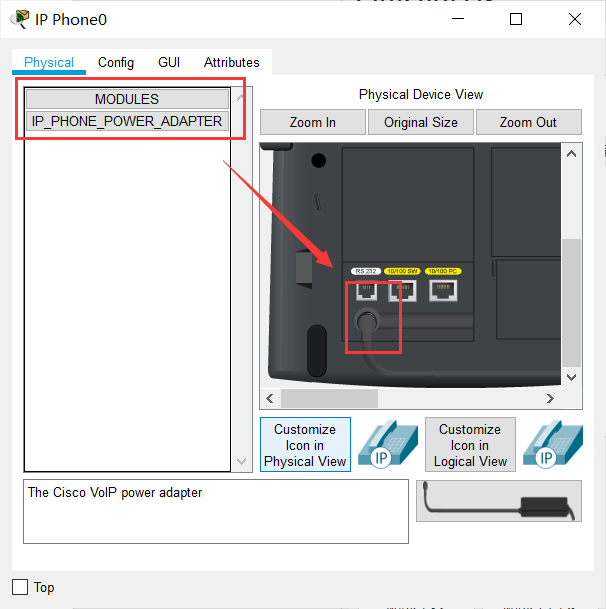 IP Phone0
Physical
Config
GUI
Attributes
MODULES
IP_PHONE_POWER_ADAPTER
Physical Device View
Zoom In
Original Size
Zoom Out
RS 232
10/100 SW
10/100 PC
Customize
Icon in
Physical View
IP
Customize
Icon in
Logical View
IP
The Cisco VoIP power adapter
Top